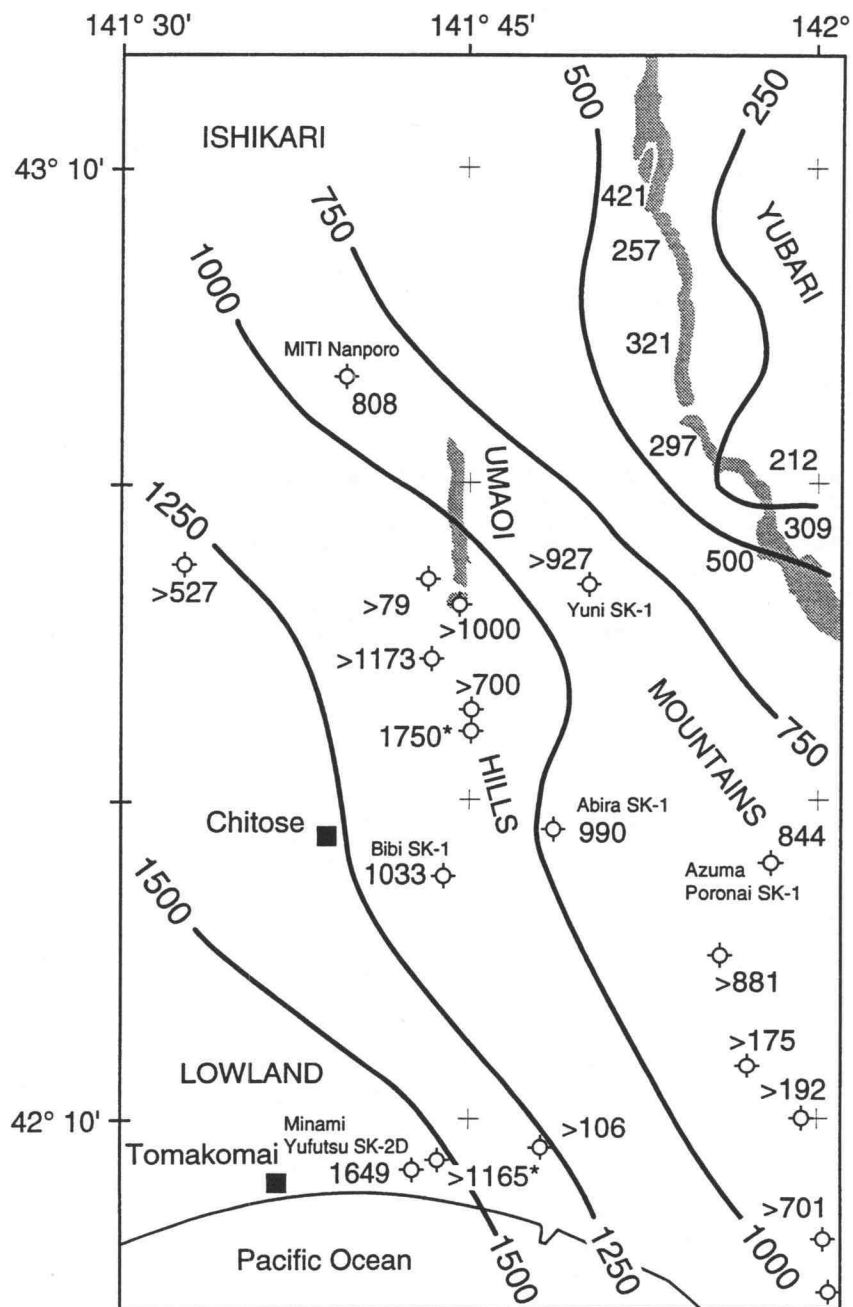 141° 30' 141° 45' 142°
ISHIKARI
43° 10'
500
250
421
YUBARI
750
257
1000
321
MITI Nanporo
808
297
212
UMAOI
1250
309
500
>527
>927
>79
Yuni SK-1
>1000
>1173
>700
1750*
750
MOUNTAINS
HILLS
Chitose
Abira SK-1
990
844
Bibi SK-1
1033
Azuma
Poronai SK-1
1500
>881
>175
LOWLAND
>192
42° 10'
Minami
Yufutsu SK-2D
>106
Tomakomai
1649
>1165*
>701
Pacific Ocean
1500
1250
1000